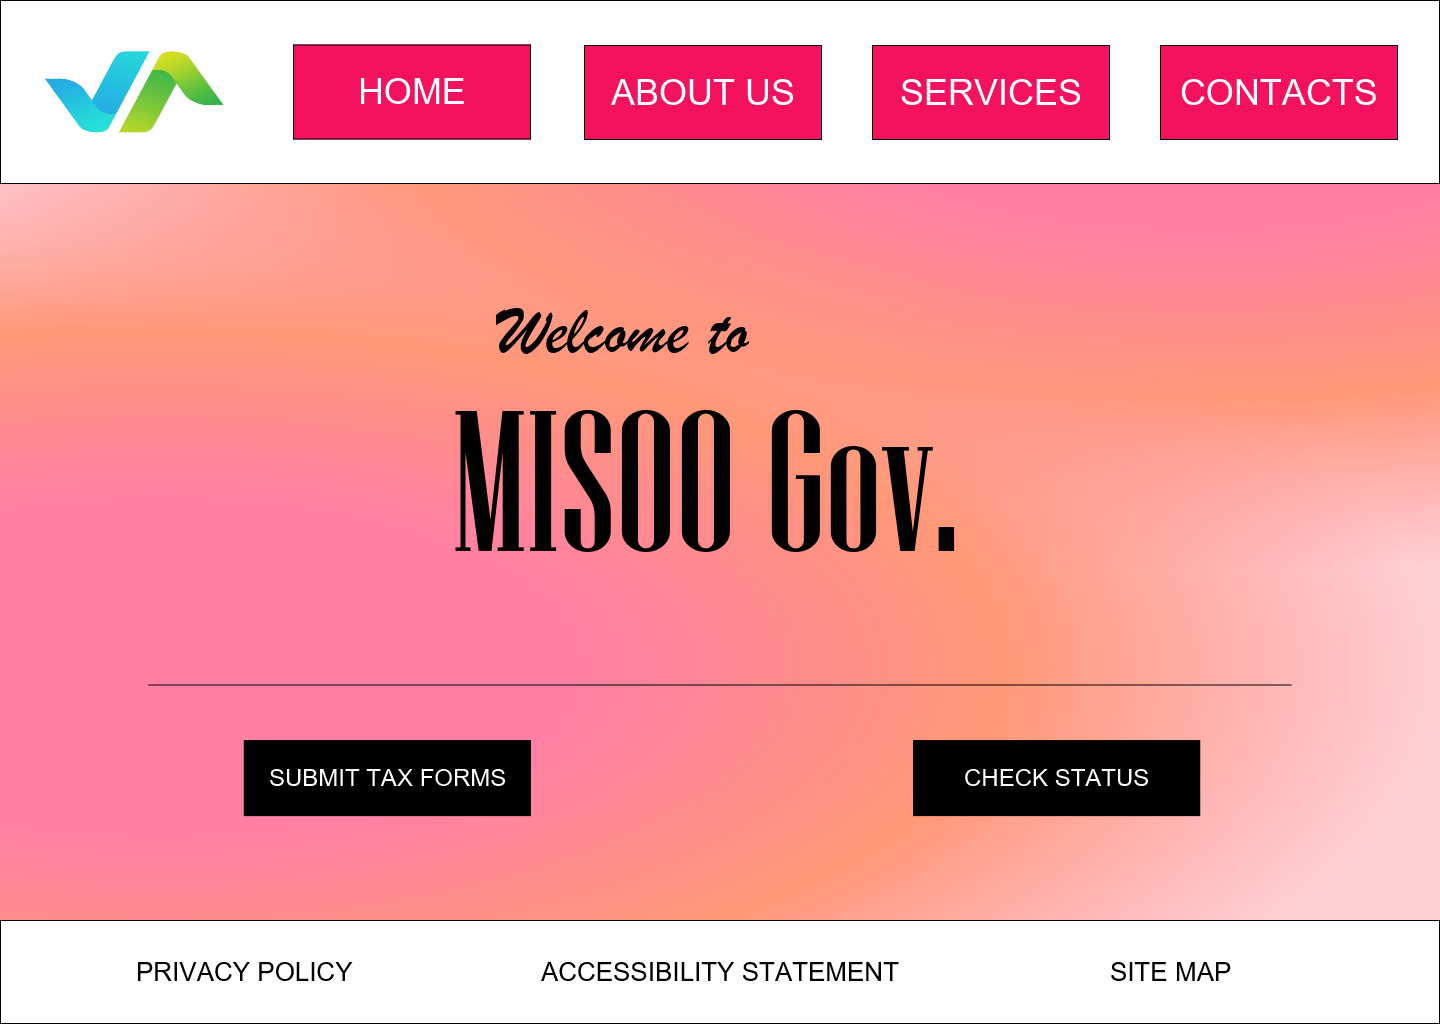 HOME
ABOUT US
SERVICES
CONTACTS
Welcome to
MISOO Gov.
SUBMIT TAX FORMS
CHECK STATUS
PRIVACY POLICY
ACCESSIBILITY STATEMENT
SITE MAP